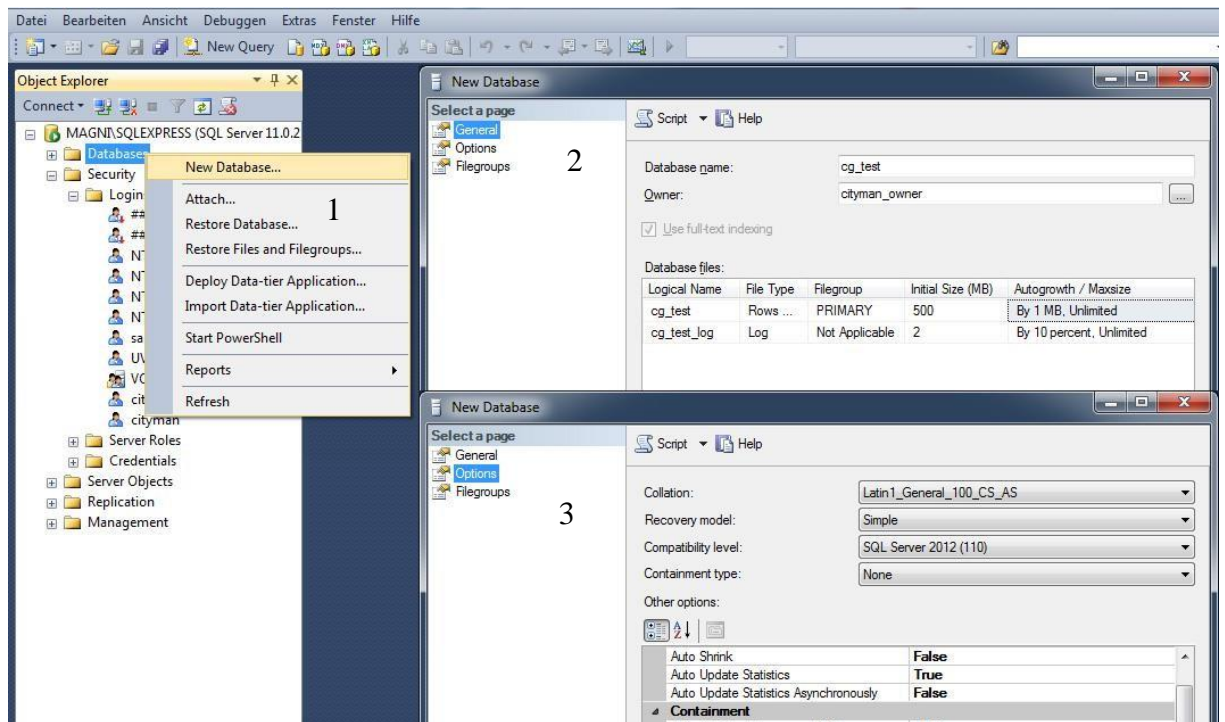 Datei Bearbeiten Ansicht Debuggen Extras Fenster Hilfe
New Query
Object Explorer
Connect
MAGNI\SQLEXPRESS (SQL Server 11.0.2
Databases
Security
Login
##
##
NT
NT
NT
NT
sa
cit
cityman
Server Roles
Credentials
Server Objects
Replication
Management
New Database...
Attach...
1
Restore Database...
Restore Files and Filegroups...
Deploy Data-tier Application...
Import Data-tier Application...
Start PowerShell
Reports
Refresh
New Database
Select a page
General
Options
Filegroups
2
Script Help
Database name: cg_test
Owner: cityman_owner ...
Use full-text indexing
Database files:
Logical Name File Type Filegroup Initial Size (MB) Autogrowth / Maxsize
cg_test Rows ... PRIMARY 500 By 1 MB, Unlimited
cg_test_log Log Not Applicable 2 By 10 percent, Unlimited
New Database
Select a page
General
Options
Filegroups
3
Script Help
Collation: Latin1_General_100_CS_AS
Recovery model: Simple
Compatibility level: SQL Server 2012 (110)
Containment type: None
Other options:
Auto Shrink False
Auto Update Statistics True
Auto Update Statistics Asynchronously False
Containment